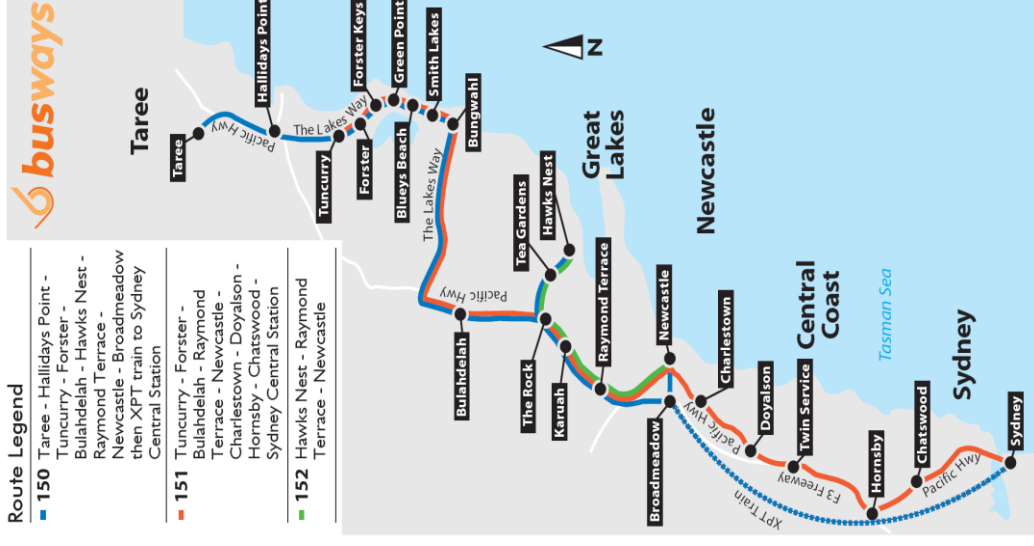 busways
Route Legend
150 Taree - Hallidays Point -
Tuncurry - Forster -
Bulahdelah - Hawks Nest -
Raymond Terrace -
Newcastle - Broadmeadow
then XPT train to Sydney
Central Station
151 Tuncurry - Forster -
Bulahdelah - Raymond
Terrace - Newcastle -
Charlestown - Doyalson -
Hornsby - Chatswood -
Sydney Central Station
152 Hawks Nest - Raymond
Terrace - Newcastle
Taree
Taree
Pacific Hwy
Hallidays Point
The Lakes Way
Tuncurry
Forster
Forster Keys
Green Point
Blueys Beach
Smith Lakes
Bungwahl
The Lakes Way
N
Great
Lakes
Pacific Hwy
Bulahdelah
Tea Gardens
Hawks Nest
The Rock
Karuah
Raymond Terrace
Newcastle
Newcastle
Broadmeadow
Pacific Hwy
Charlestown
Doyalson
Twin Service
Central
Coast
F3 Freeway
XPT Train
Hornsby
Chatswood
Pacific Hwy
Tasman Sea
Sydney
Sydney